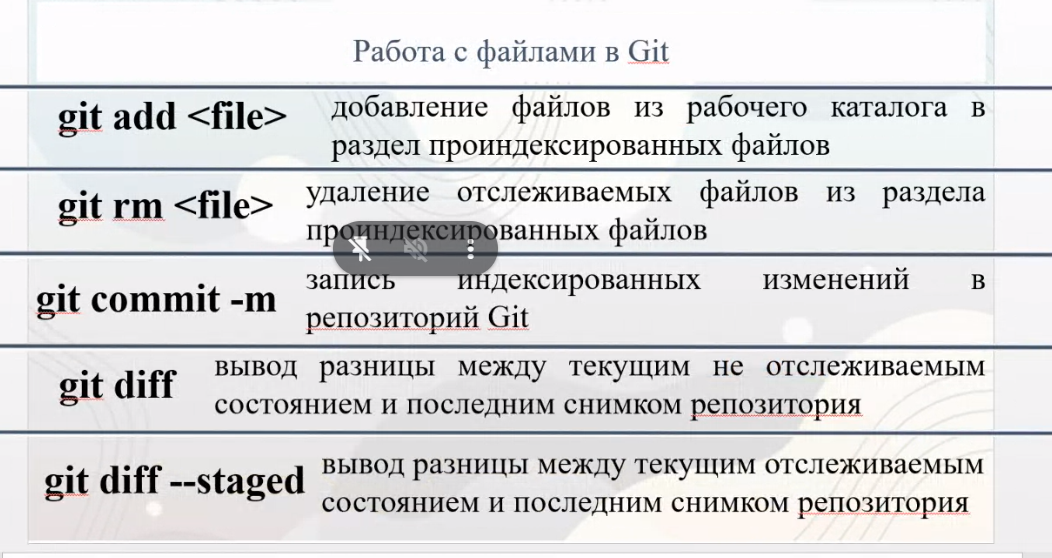 Работа с файлами в Git
git add <file>
добавление файлов из рабочего каталога в
раздел проиндексированных файлов
git rm <file>
удаление отслеживаемых файлов из раздела
проиндексированных файлов
git commit -m
запись индексированных изменений в
репозиторий Git
git diff
вывод разницы между текущим не отслеживаемым
состоянием и последним снимком репозитория
git diff --staged
вывод разницы между текущим отслеживаемым
состоянием и последним снимком репозитория